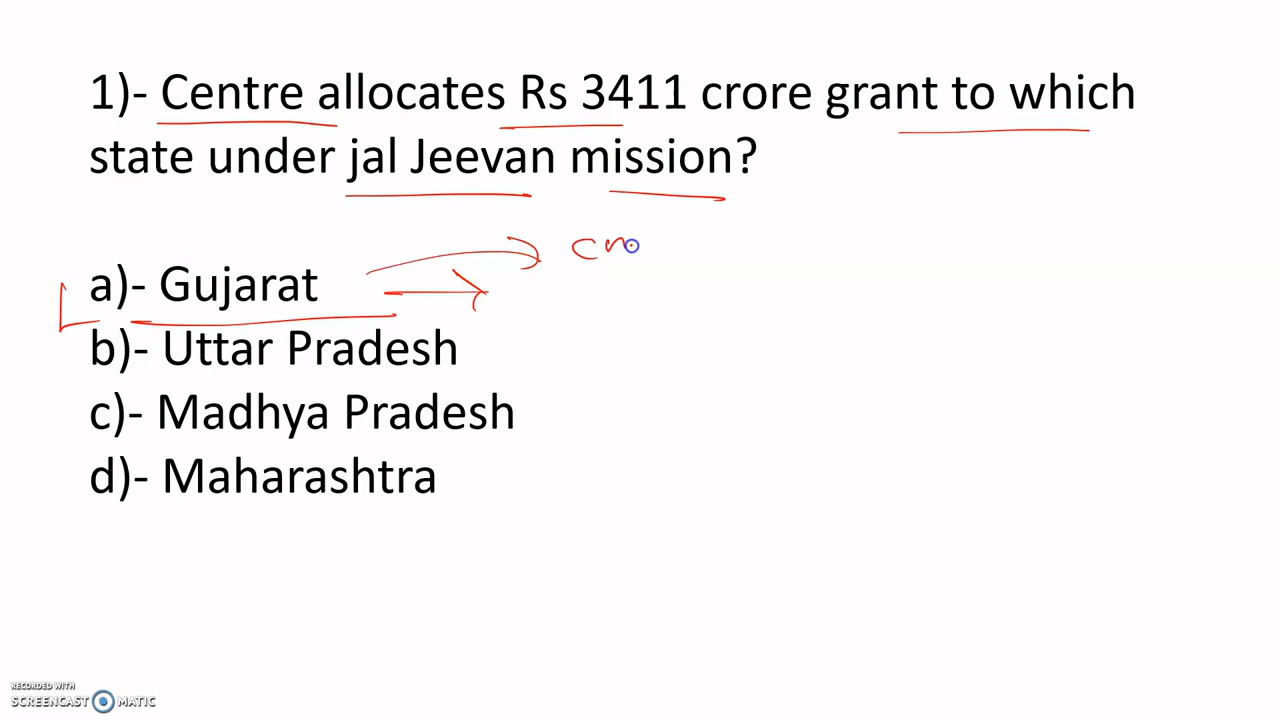 1)- Centre allocates Rs 3411 crore grant to which
state under jal Jeevan mission?
a)- Gujarat
b)- Uttar Pradesh
c)- Madhya Pradesh
d)- Maharashtra
RECORDED WITH
SCREENCAST MATIC